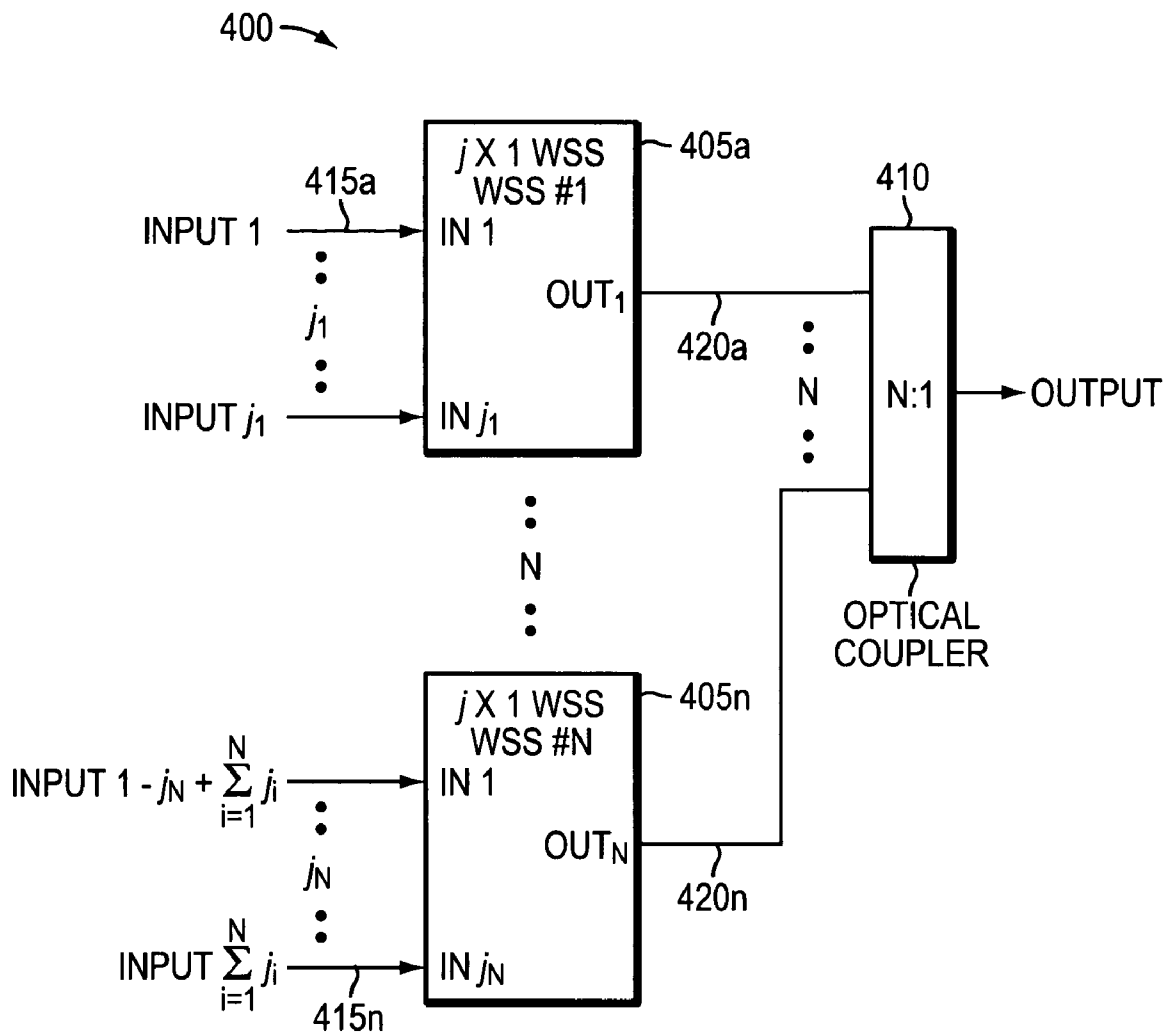 400
j X 1 WSS
WSS #1
405a
410
415a
INPUT 1
IN 1
j1
OUT1
420a
N
N:1
OUTPUT
INPUT j1
IN j1
N
OPTICAL
COUPLER
j X 1 WSS
WSS #N
405n
INPUT 1 - jN + N∑i=1 ji
IN 1
jN
OUTN
420n
INPUT N∑i=1 ji
IN jN
415n